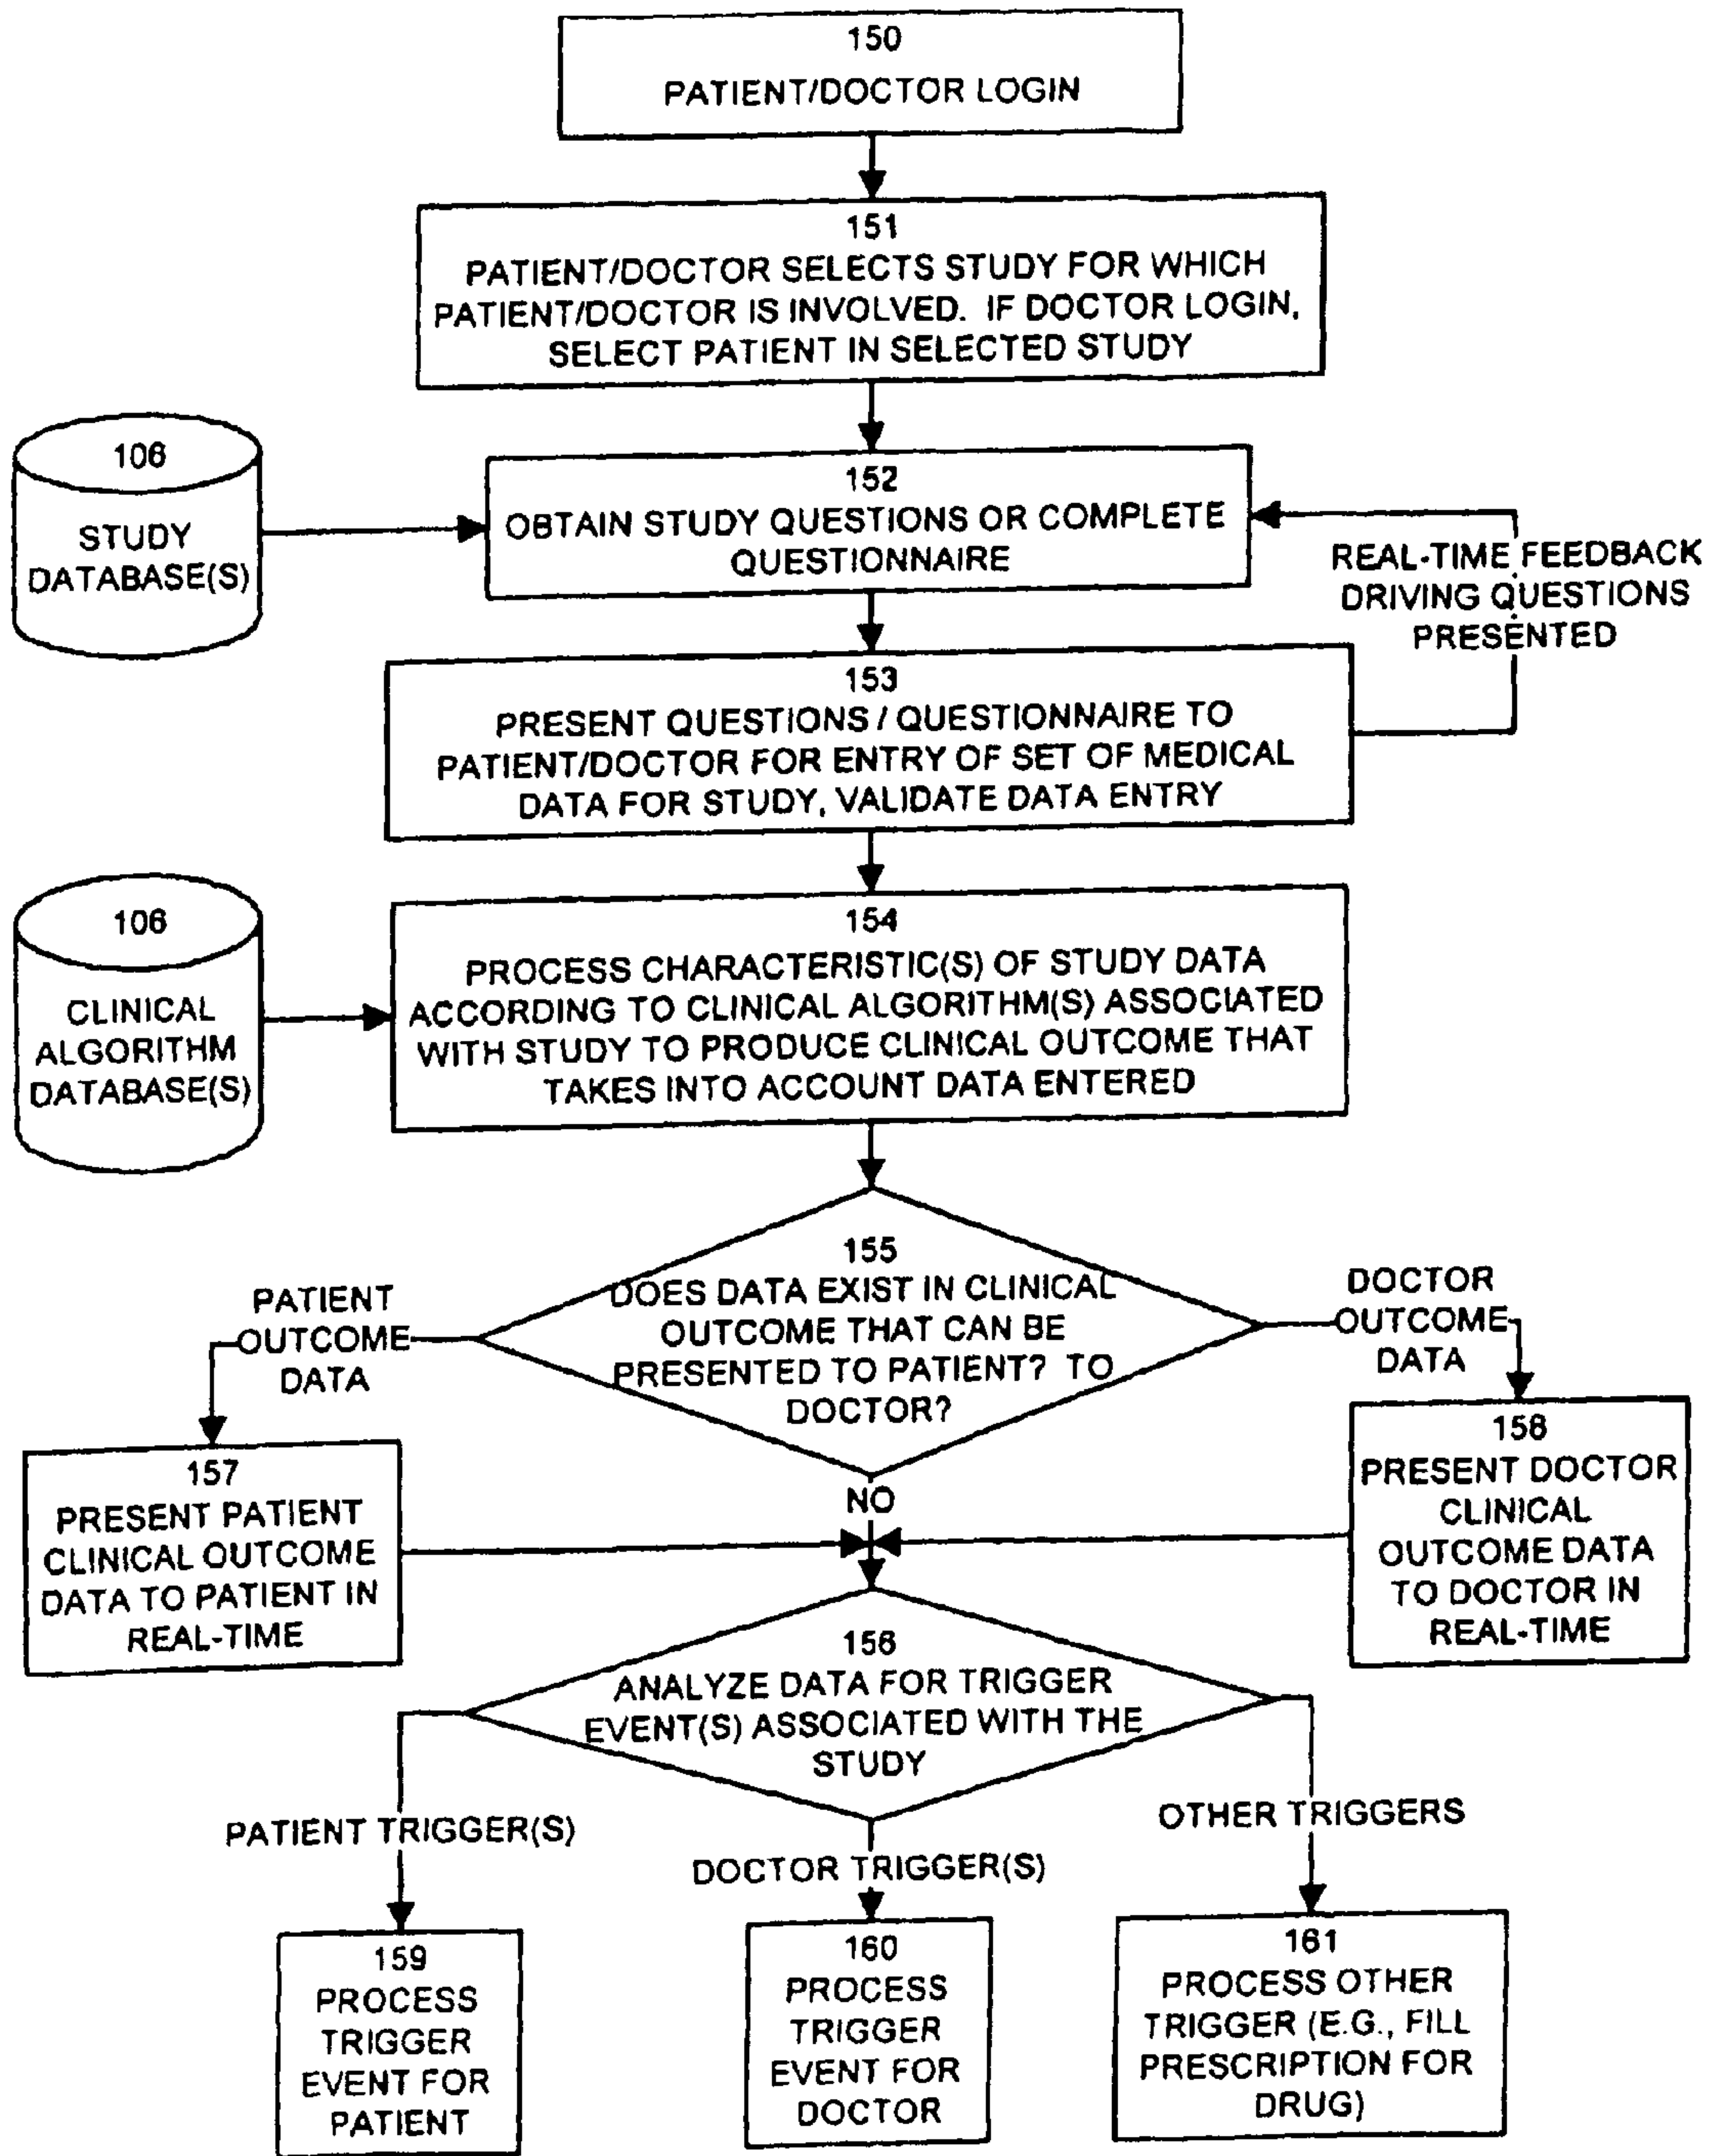 150
PATIENT/DOCTOR LOGIN
151
PATIENT/DOCTOR SELECTS STUDY FOR WHICH
PATIENT/DOCTOR IS INVOLVED. IF DOCTOR LOGIN,
SELECT PATIENT IN SELECTED STUDY
106
STUDY
DATABASE(S)
152
OBTAIN STUDY QUESTIONS OR COMPLETE
QUESTIONNAIRE
REAL-TIME FEEDBACK
DRIVING QUESTIONS
PRESENTED
153
PRESENT QUESTIONS / QUESTIONNAIRE TO
PATIENT/DOCTOR FOR ENTRY OF SET OF MEDICAL
DATA FOR STUDY, VALIDATE DATA ENTRY
106
CLINICAL
ALGORITHM
DATABASE(S)
154
PROCESS CHARACTERISTIC(S) OF STUDY DATA
ACCORDING TO CLINICAL ALGORITHM(S) ASSOCIATED
WITH STUDY TO PRODUCE CLINICAL OUTCOME THAT
TAKES INTO ACCOUNT DATA ENTERED
155
DOES DATA EXIST IN CLINICAL
OUTCOME THAT CAN BE
PRESENTED TO PATIENT? TO
DOCTOR?
PATIENT
OUTCOME
DATA
DOCTOR
OUTCOME
DATA
157
PRESENT PATIENT
CLINICAL OUTCOME
DATA TO PATIENT IN
REAL-TIME
NO
158
PRESENT DOCTOR
CLINICAL
OUTCOME DATA
TO DOCTOR IN
REAL-TIME
156
ANALYZE DATA FOR TRIGGER
EVENT(S) ASSOCIATED WITH THE
STUDY
PATIENT TRIGGER(S)
DOCTOR TRIGGER(S)
OTHER TRIGGERS
159
PROCESS
TRIGGER
EVENT FOR
PATIENT
160
PROCESS
TRIGGER
EVENT FOR
DOCTOR
161
PROCESS OTHER
TRIGGER (E.G., FILL
PRESCRIPTION FOR
DRUG)